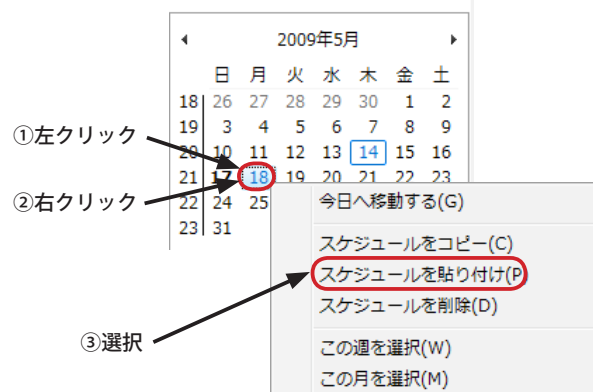 2009年5月
日 月 火 水 木 金 土
18 26 27 28 29 30 1 2
19 3 4 5 6 7 8 9
①左クリック
20 10 11 12 13 14 15 16
21 17 18 19 20 21 22 23
②右クリック
22 24 25
今日へ移動する(G)
23 31
スケジュールをコピー(C)
スケジュールを貼り付け(P)
スケジュールを削除(D)
③選択
この週を選択(W)
この月を選択(M)